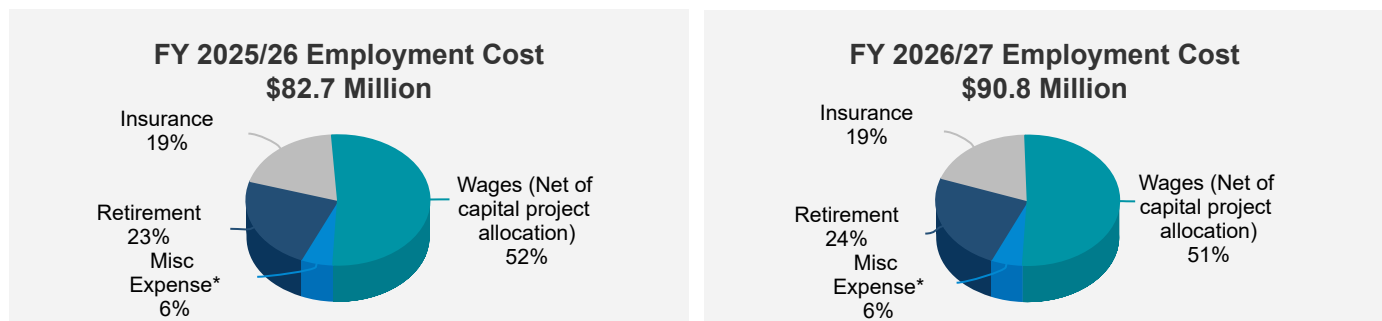 FY 2025/26 Employment Cost
$82.7 Million
Insurance
19%
Wages (Net of
capital project
allocation)
52%
Retirement
23%
Misc
Expense*
6%
FY 2026/27 Employment Cost
$90.8 Million
Insurance
19%
Wages (Net of
capital project
allocation)
51%
Retirement
24%
Misc
Expense*
6%